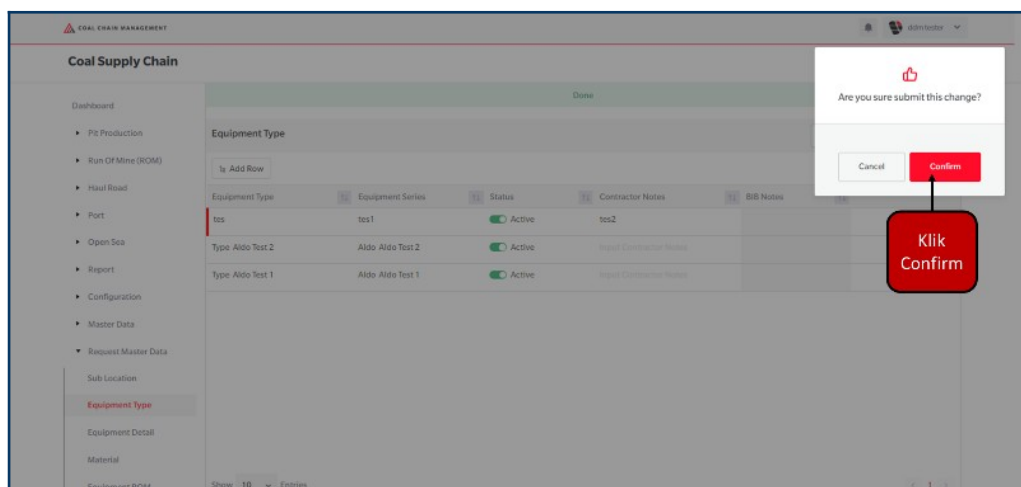 COAL CHAIN MANAGEMENT
ddmtester
Coal Supply Chain
Are you sure submit this change?
Cancel
Confirm
Klik
Confirm
Done
Dashboard
Pit Production
Run Of Mine (ROM)
Haul Road
Port
Open Sea
Report
Configuration
Master Data
Request Master Data
Sub Location
Equipment Type
Equipment Detail
Material
Equipment ROM
Equipment Type
Add Row
Equipment Type Equipment Series Status Contractor Notes BIB Notes
tes tes1 Active tes2
Type Aldo Test 2 Aldo Aldo Test 2 Active Input Contractor Notes
Type Aldo Test 1 Aldo Aldo Test 1 Active Input Contractor Notes
Show 10 Entries
1